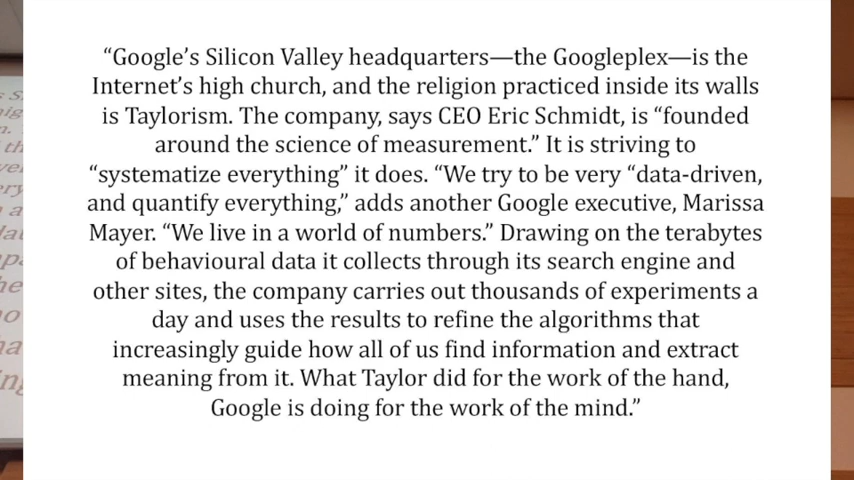 “Google’s Silicon Valley headquarters—the Googleplex—is the
Internet’s high church, and the religion practiced inside its walls
is Taylorism. The company, says CEO Eric Schmidt, is “founded
around the science of measurement.” It is striving to
“systematize everything” it does. “We try to be very “data-driven,
and quantify everything,” adds another Google executive, Marissa
Mayer. “We live in a world of numbers.” Drawing on the terabytes
of behavioural data it collects through its search engine and
other sites, the company carries out thousands of experiments a
day and uses the results to refine the algorithms that
increasingly guide how all of us find information and extract
meaning from it. What Taylor did for the work of the hand,
Google is doing for the work of the mind.”